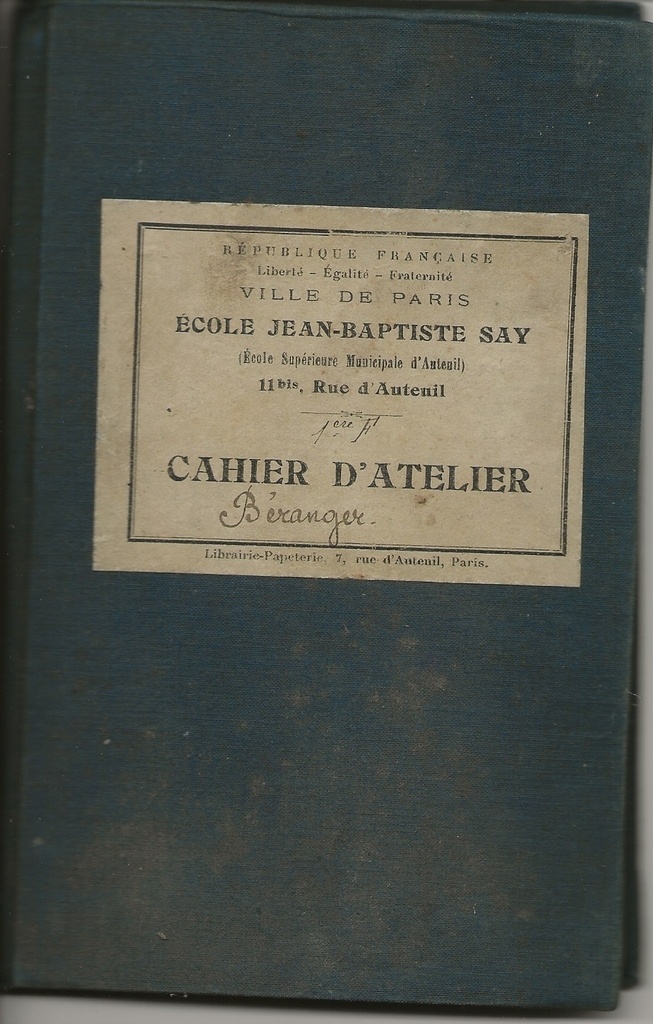 RÉPUBLIQUE FRANÇAISE
Liberté – Égalité – Fraternité
VILLE DE PARIS
ÉCOLE JEAN-BAPTISTE SAY
(École Supérieure Municipale d'Auteuil)
11bis, Rue d'Auteuil
1ère F
CAHIER D'ATELIER
Béranger.
Librairie-Papeterie, 7, rue d'Auteuil, Paris.